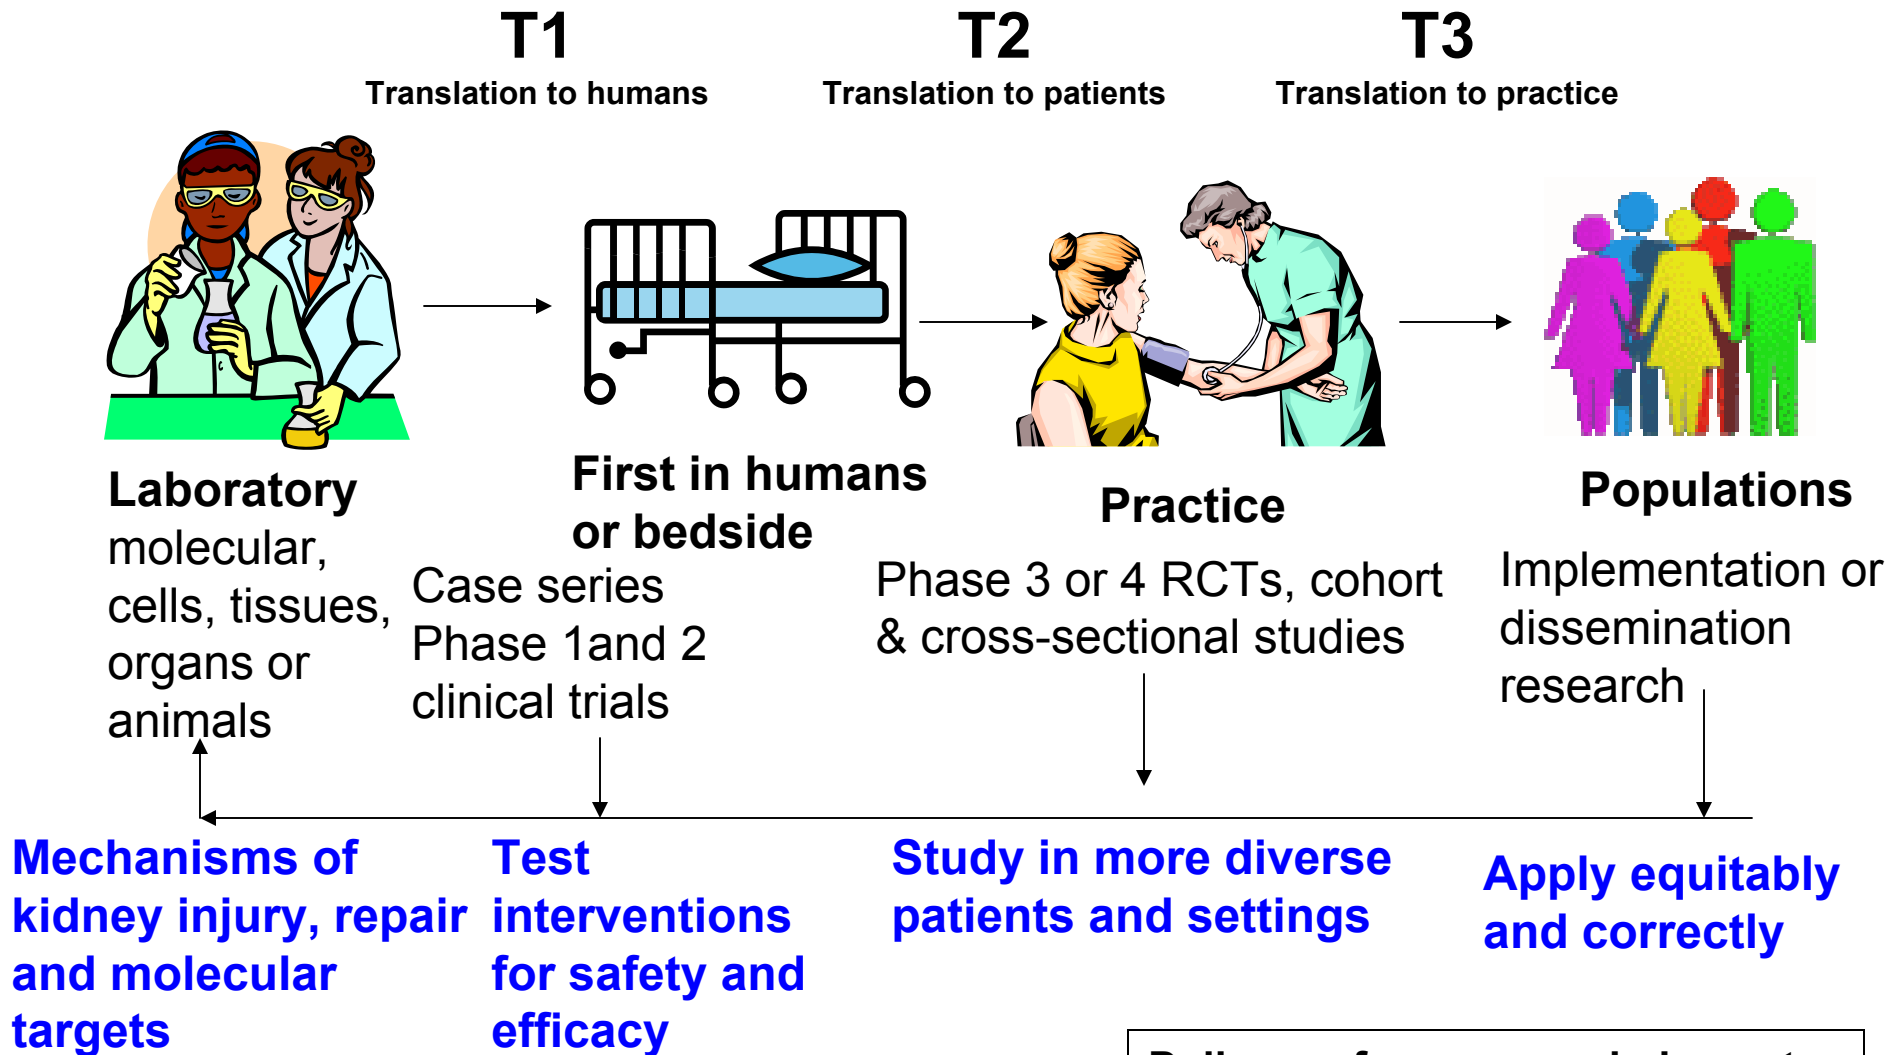 T1
Translation to humans
T2
Translation to patients
T3
Translation to practice
Laboratory
molecular,
cells, tissues,
organs or
animals
First in humans
or bedside
Case series
Phase 1and 2
clinical trials
Practice
Phase 3 or 4 RCTs, cohort
& cross-sectional studies
Populations
Implementation or
dissemination
research
Mechanisms of
kidney injury, repair
and molecular
targets
Test
interventions
for safety and
efficacy
Study in more diverse
patients and settings
Apply equitably
and correctly